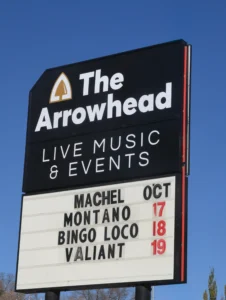 The
Arrowhead
LIVE MUSIC
& EVENTS
MACHEL OCT
MONTANO 17
BINGO LOCO 18
VALIANT 19